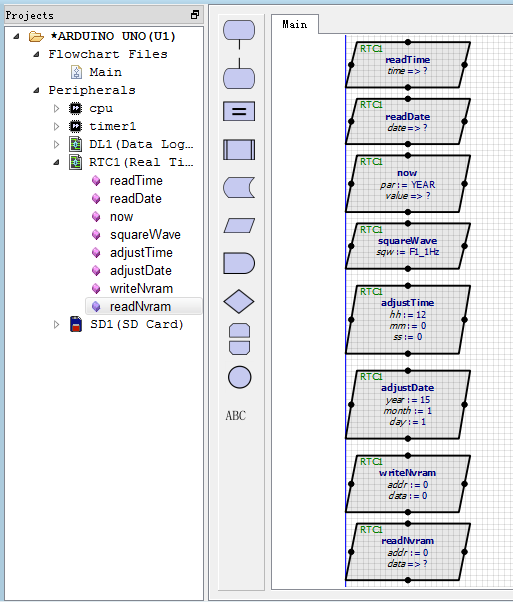 Projects
*ARDUINO UNO(U1)
Flowchart Files
Main
Peripherals
cpu
timer1
DL1(Data Log...
RTC1(Real Ti...
readTime
readDate
now
squareWave
adjustTime
adjustDate
writeNvram
readNvram
SD1(SD Card)
ABC
Main
RTC1
readTime
time => ?
RTC1
readDate
date => ?
RTC1
now
par := YEAR
value => ?
RTC1
squareWave
sqw := F1_1Hz
RTC1
adjustTime
hh := 12
mm := 0
ss := 0
RTC1
adjustDate
year := 15
month := 1
day := 1
RTC1
writeNvram
addr := 0
data := 0
RTC1
readNvram
addr := 0
data => ?